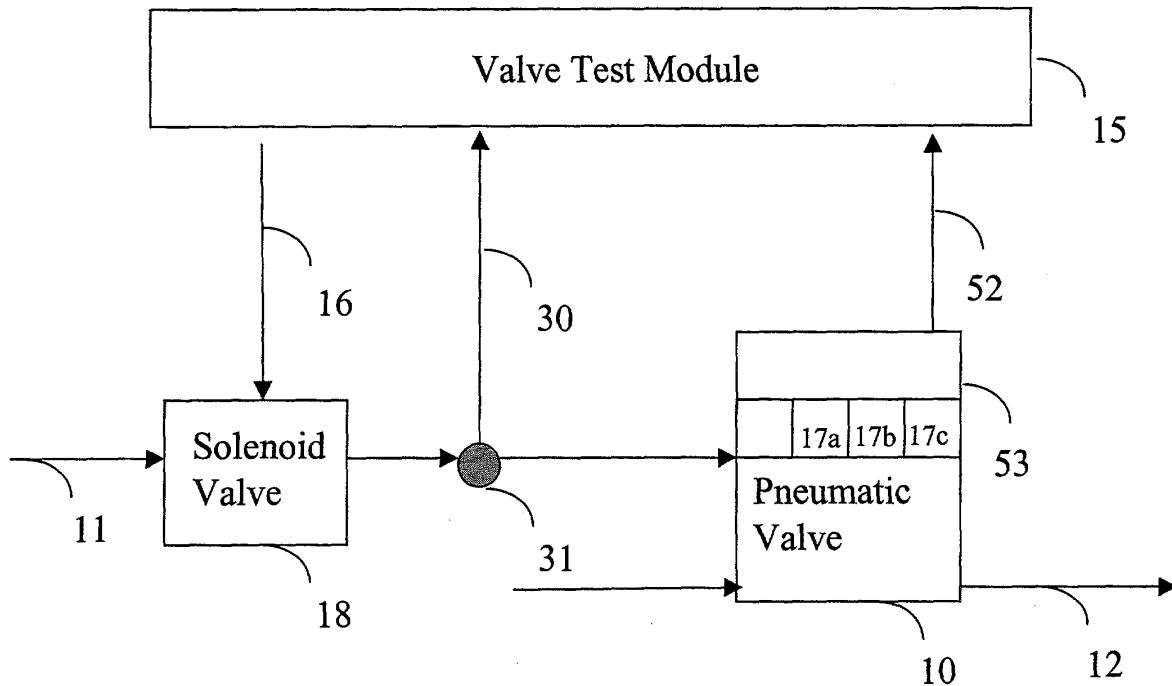 Valve Test Module
15
16
30
52
Solenoid
Valve
17a 17b 17c
53
Pneumatic
Valve
11
31
18
10
12